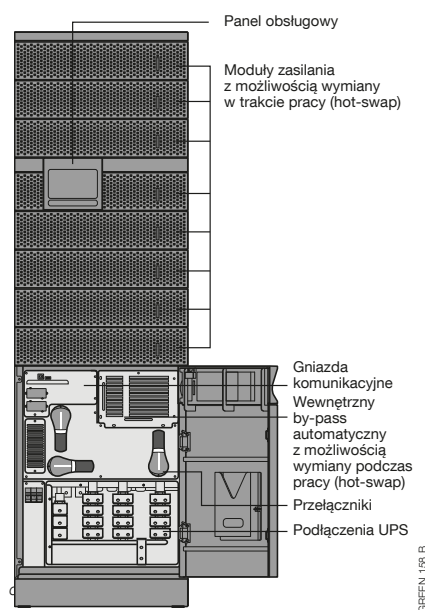 Panel obsługowy
Moduły zasilania
z możliwością wymiany
w trakcie pracy (hot-swap)
Gniazda
komunikacyjne
Wewnętrzny
by-pass
automatyczny
z możliwością
wymiany podczas
pracy (hot-swap)
Przełączniki
Podłączenia UPS